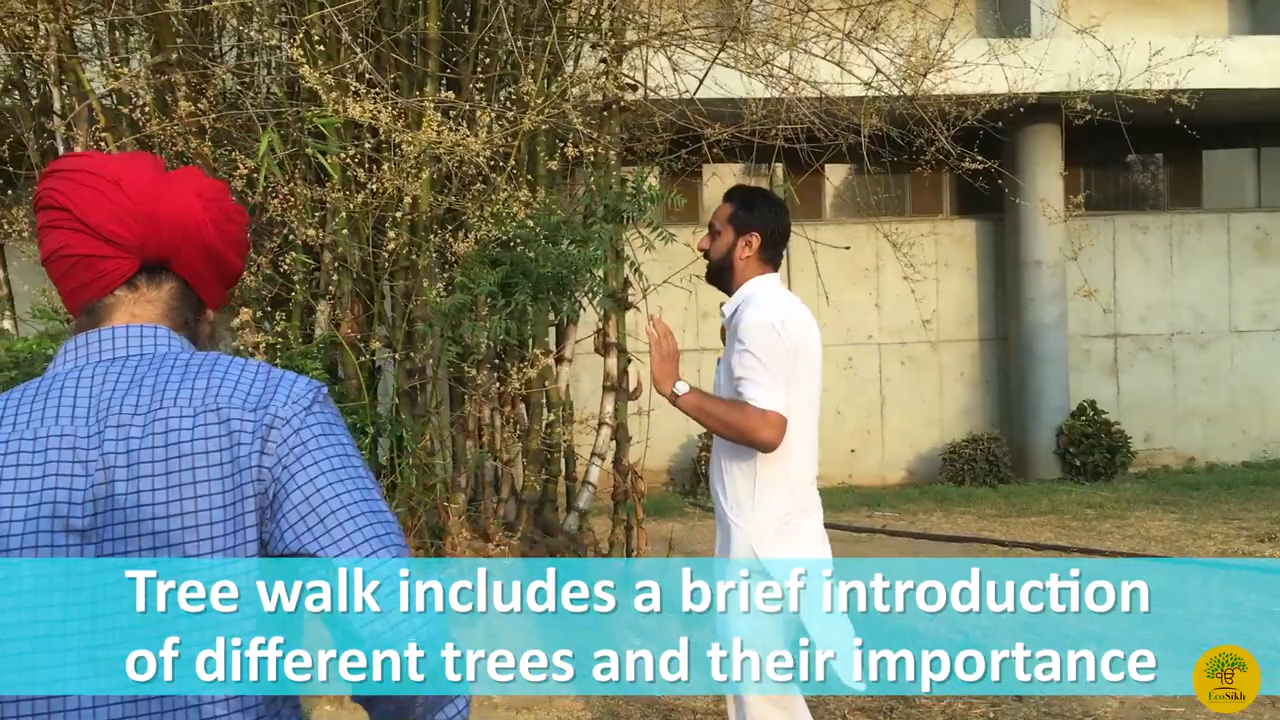 Tree walk includes a brief introduction
of different trees and their importance
ੴ
EcoSikh